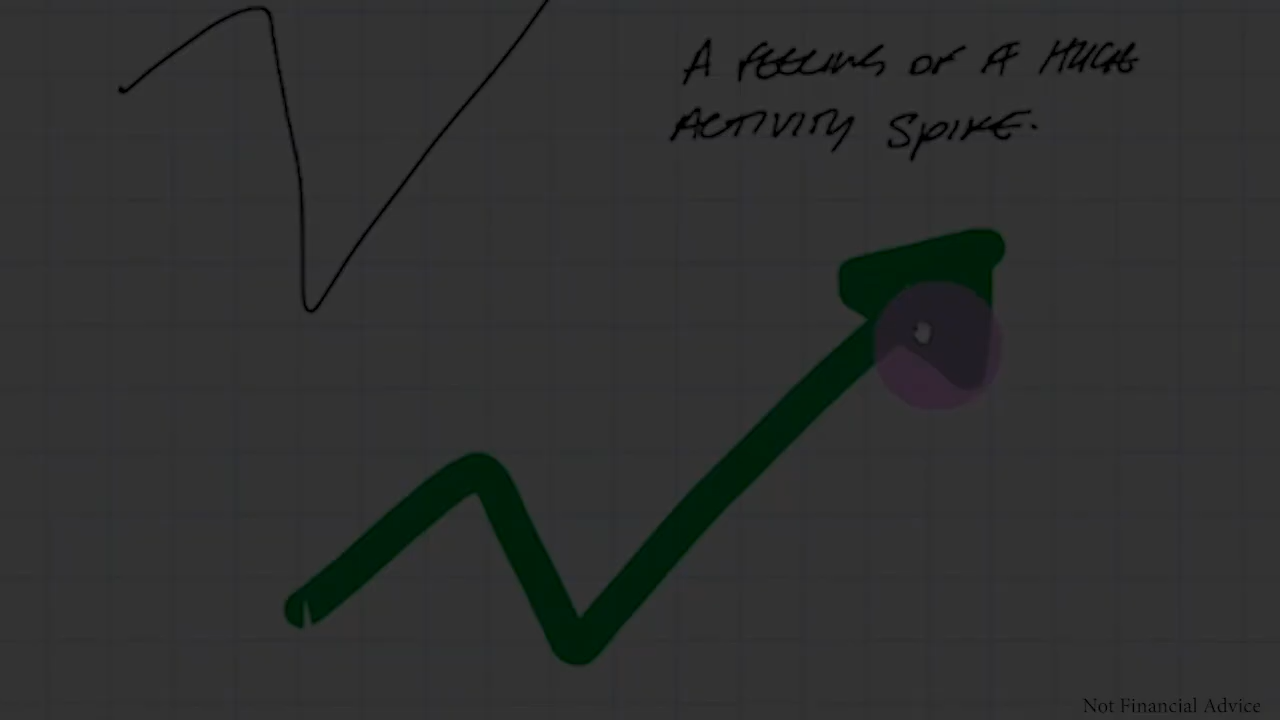 A FEELING OF A HUGE
ACTIVITY SPIKE.
Not Financial Advice